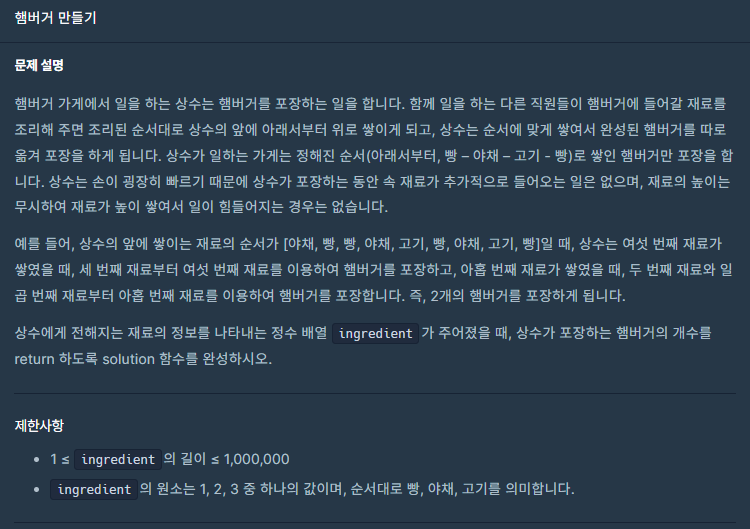 햄버거 만들기
문제 설명
햄버거 가게에서 일을 하는 상수는 햄버거를 포장하는 일을 합니다. 함께 일을 하는 다른 직원들이 햄버거에 들어갈 재료를
조리해 주면 조리된 순서대로 상수의 앞에 아래서부터 위로 쌓이게 되고, 상수는 순서에 맞게 쌓여서 완성된 햄버거를 따로
옮겨 포장을 하게 됩니다. 상수가 일하는 가게는 정해진 순서(아래서부터, 빵 – 야채 – 고기 - 빵)로 쌓인 햄버거만 포장을 합
니다. 상수는 손이 굉장히 빠르기 때문에 상수가 포장하는 동안 속 재료가 추가적으로 들어오는 일은 없으며, 재료의 높이는
무시하여 재료가 높이 쌓여서 일이 힘들어지는 경우는 없습니다.
예를 들어, 상수의 앞에 쌓이는 재료의 순서가 [야채, 빵, 빵, 야채, 고기, 빵, 야채, 고기, 빵]일 때, 상수는 여섯 번째 재료가
쌓였을 때, 세 번째 재료부터 여섯 번째 재료를 이용하여 햄버거를 포장하고, 아홉 번째 재료가 쌓였을 때, 두 번째 재료와 일
곱 번째 재료부터 아홉 번째 재료를 이용하여 햄버거를 포장합니다. 즉, 2개의 햄버거를 포장하게 됩니다.
상수에게 전해지는 재료의 정보를 나타내는 정수 배열 ingredient 가 주어졌을 때, 상수가 포장하는 햄버거의 개수를
return 하도록 solution 함수를 완성하시오.
제한사항
• 1 ≤ ingredient 의 길이 ≤ 1,000,000
• ingredient 의 원소는 1, 2, 3 중 하나의 값이며, 순서대로 빵, 야채, 고기를 의미합니다.